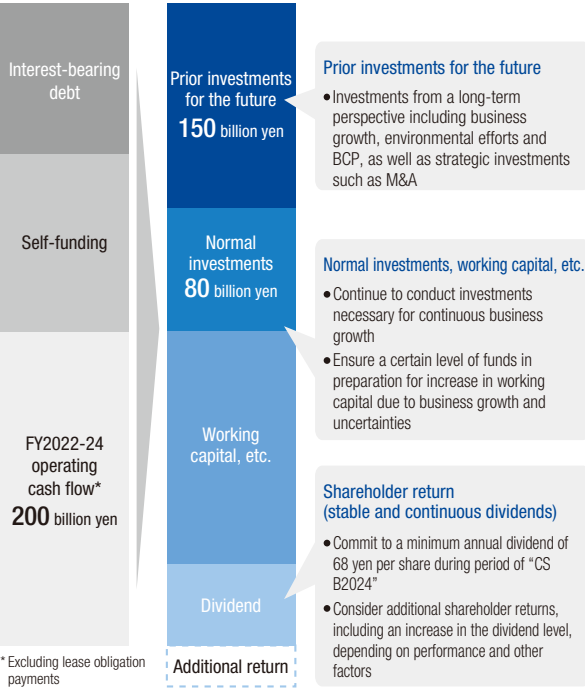 Interest-bearing
debt
Self-funding
FY2022-24
operating
cash flow*
200 billion yen
* Excluding lease obligation
payments
Prior investments
for the future
150 billion yen
Normal
investments
80 billion yen
Working
capital, etc.
Dividend
Additional return
Prior investments for the future
• Investments from a long-term
perspective including business
growth, environmental efforts and
BCP, as well as strategic investments
such as M&A
Normal investments, working capital, etc.
• Continue to conduct investments
necessary for continuous business
growth
• Ensure a certain level of funds in
preparation for increase in working
capital due to business growth and
uncertainties
Shareholder return
(stable and continuous dividends)
• Commit to a minimum annual dividend of
68 yen per share during period of “CS
B2024”
• Consider additional shareholder returns,
including an increase in the dividend level,
depending on performance and other
factors